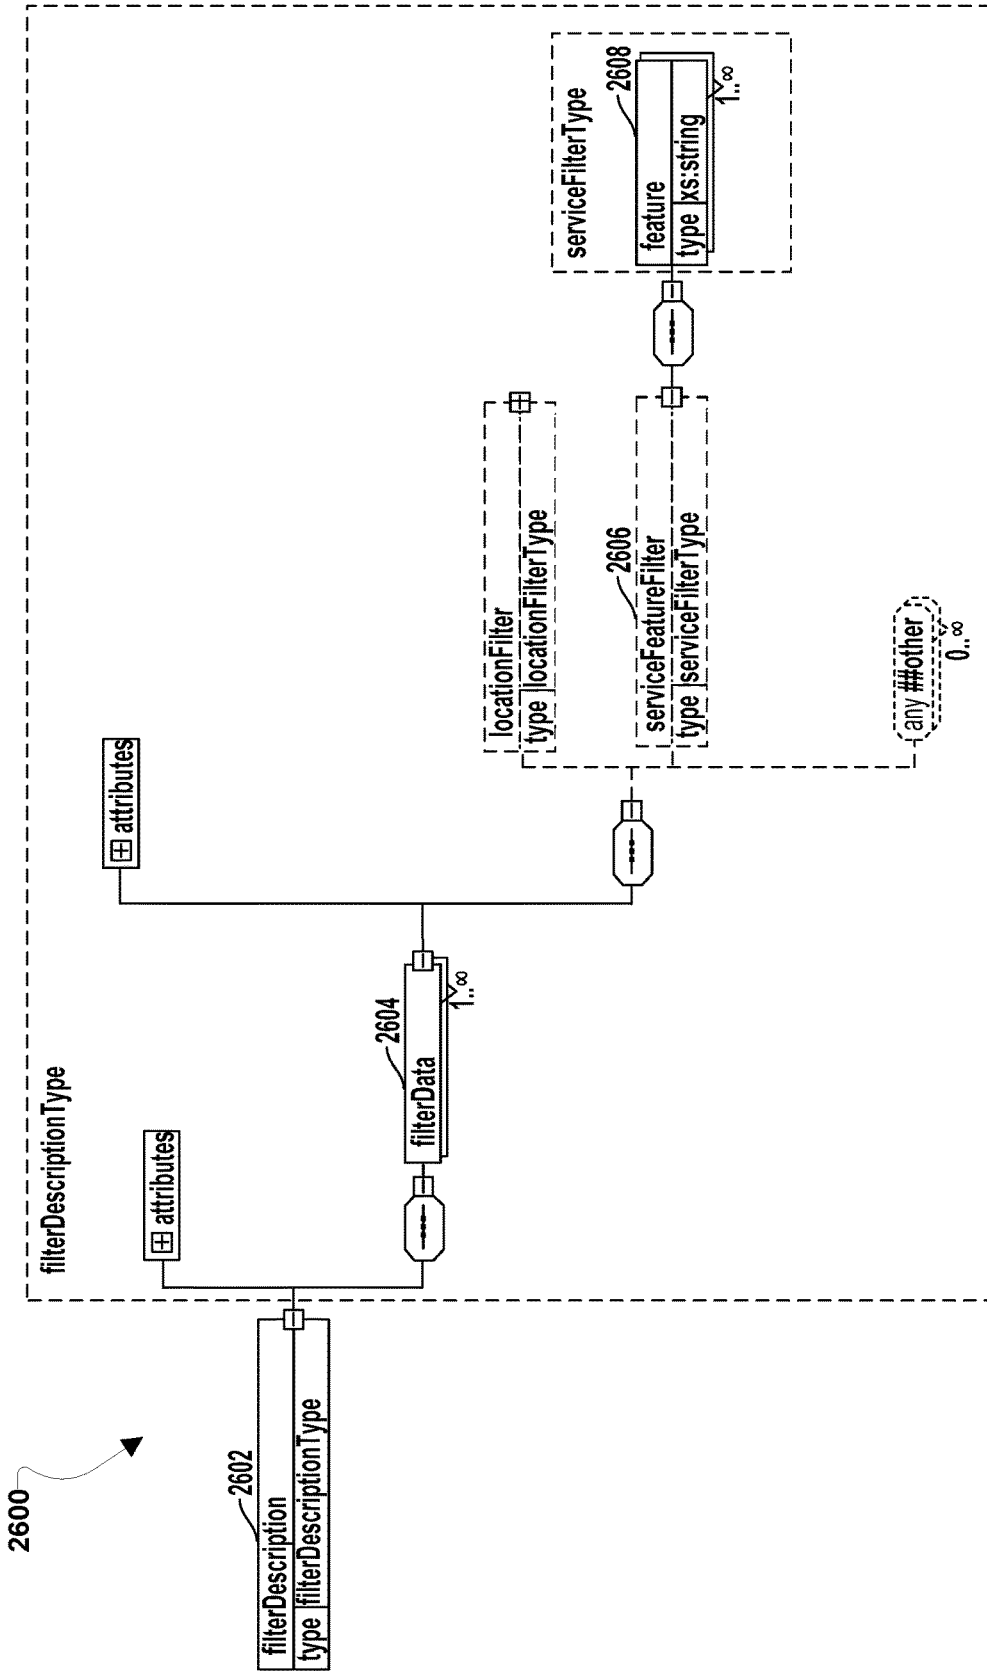 2600
filterDescriptionType
2602
filterDescription
type filterDescriptionType
attributes
2604
filterData
1..∞
attributes
locationFilter
type locationFilterType
2606
serviceFeatureFilter
type serviceFilterType
any ##other
0..∞
serviceFilterType
2608
feature
type xs:string
1..∞